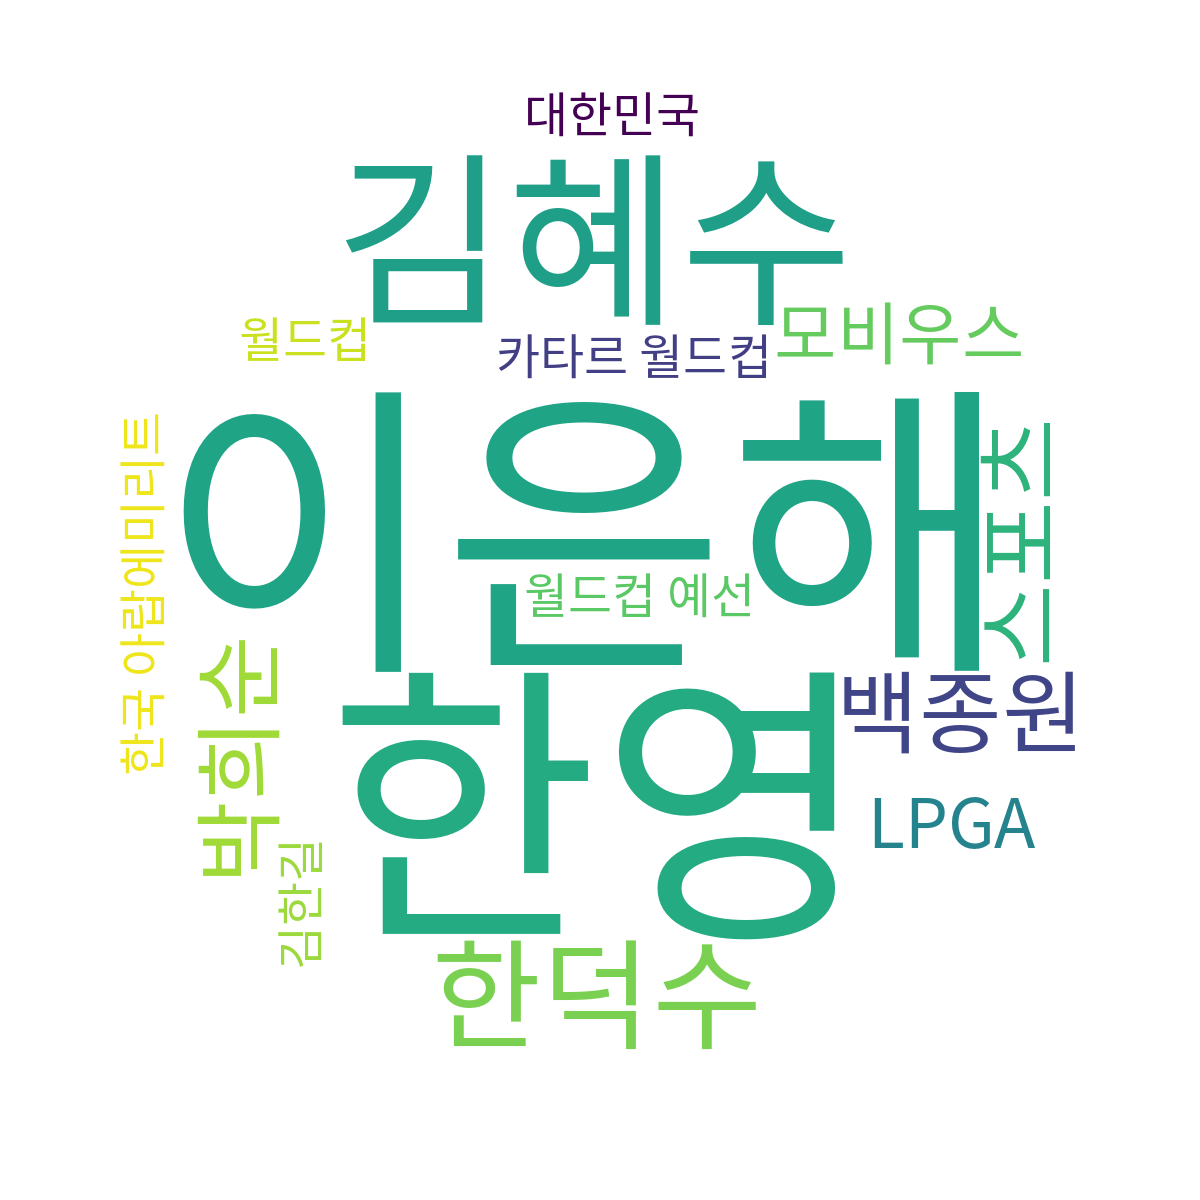 대한민국
김혜수
월드컵
카타르 월드컵
모비우스
이은해
월드컵 예선
스포츠
한국 아랍에미리트
박희순
한영
백종원
LPGA
김한길
한덕수